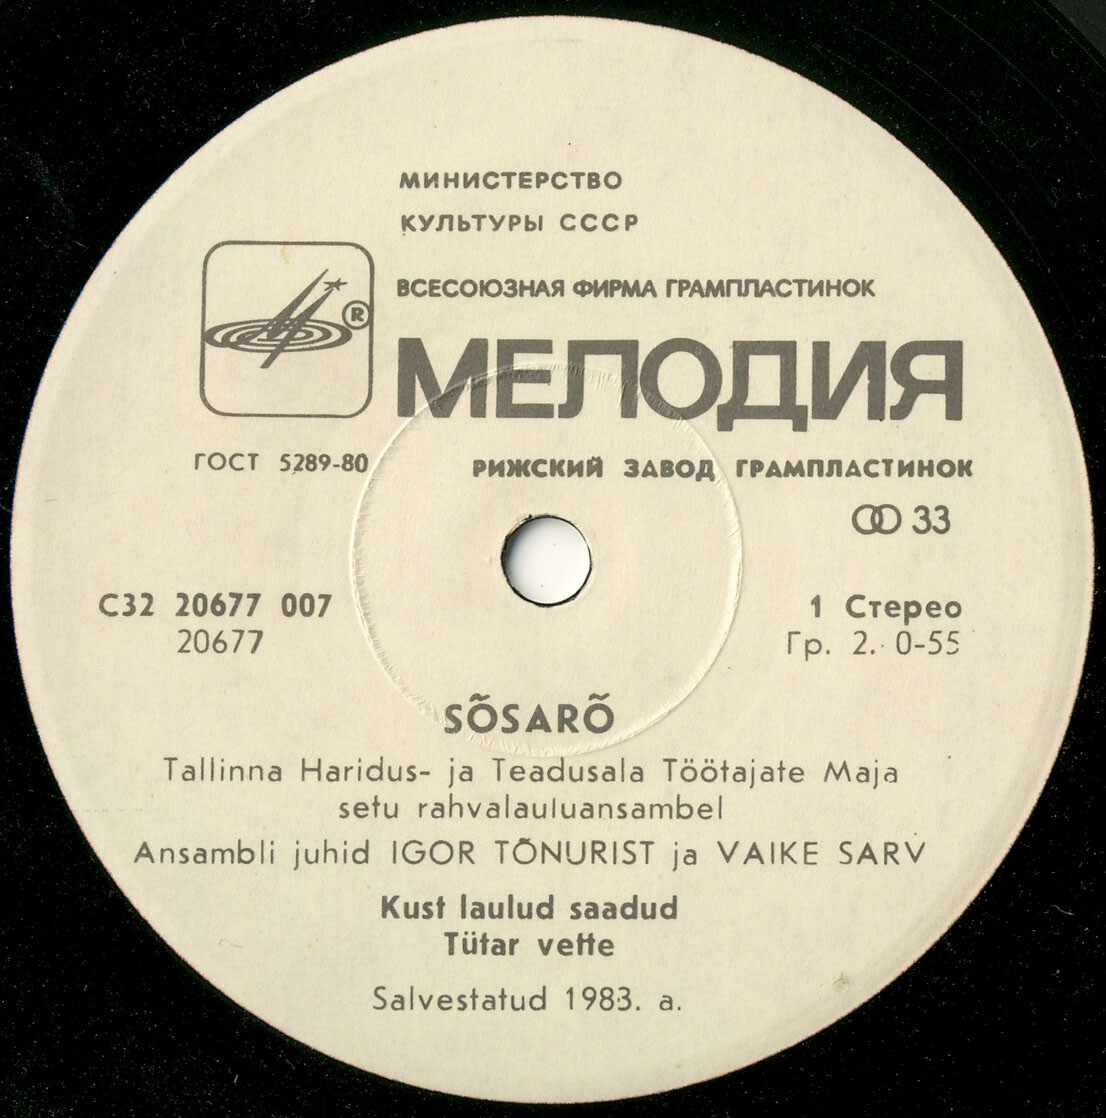 МИНИСТЕРСТВО
КУЛЬТУРЫ СССР
ВСЕСОЮЗНАЯ ФИРМА ГРАМПЛАСТИНОК
®
МЕЛОДИЯ
ГОСТ 5289-80
РИЖСКИЙ ЗАВОД ГРАМПЛАСТИНОК
33
С32 20677 007
1 Стерео
20677
Гр. 2. 0-55
SÕSARÕ
Tallinna Haridus- ja Teadusala Töötajate Maja
setu rahvalauluansambel
Ansambli juhid IGOR TÕNURIST ja VAIKE SARV
Kust laulud saadud
Tütar vette
Salvestatud 1983. a.